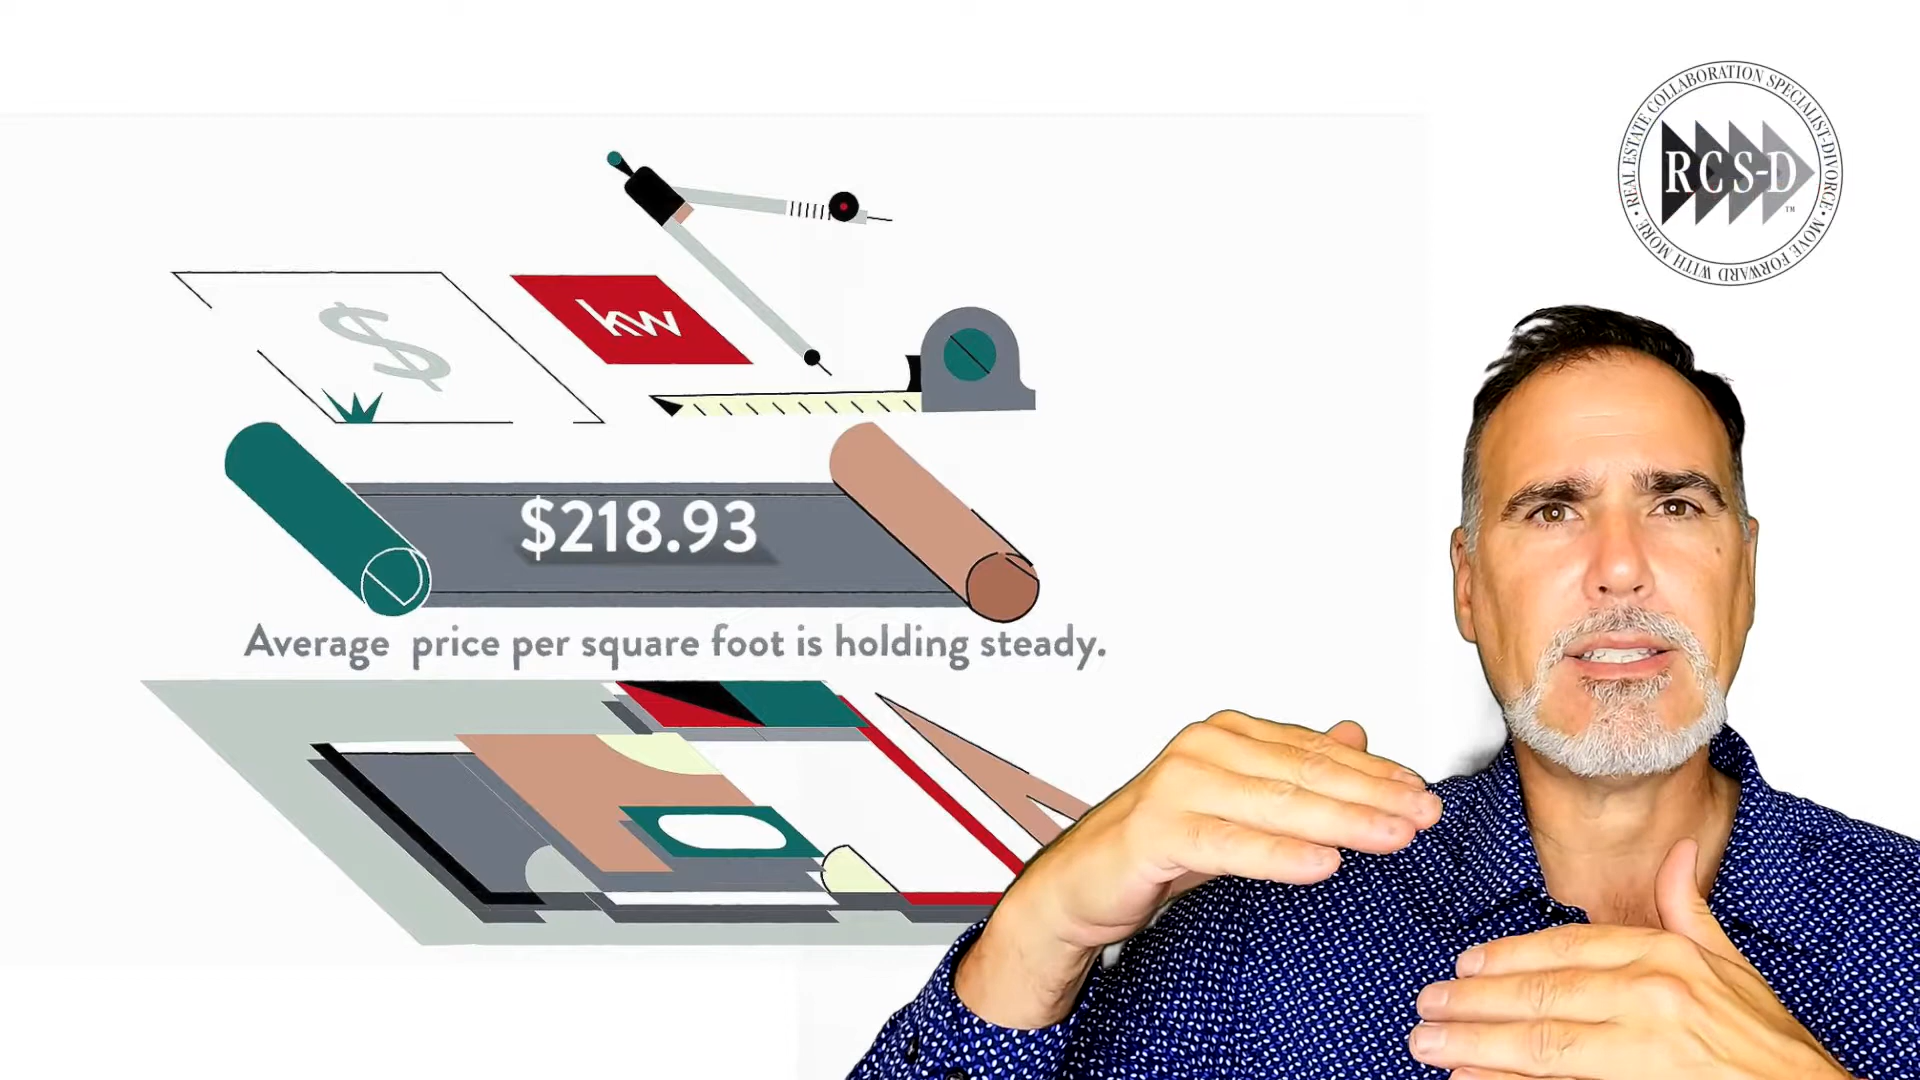 REAL ESTATE COLLABORATION SPECIALIST-DIVORCE • MOVE FORWARD WITH MORE •
RCS-D
™
$
kw
$218.93
Average price per square foot is holding steady.